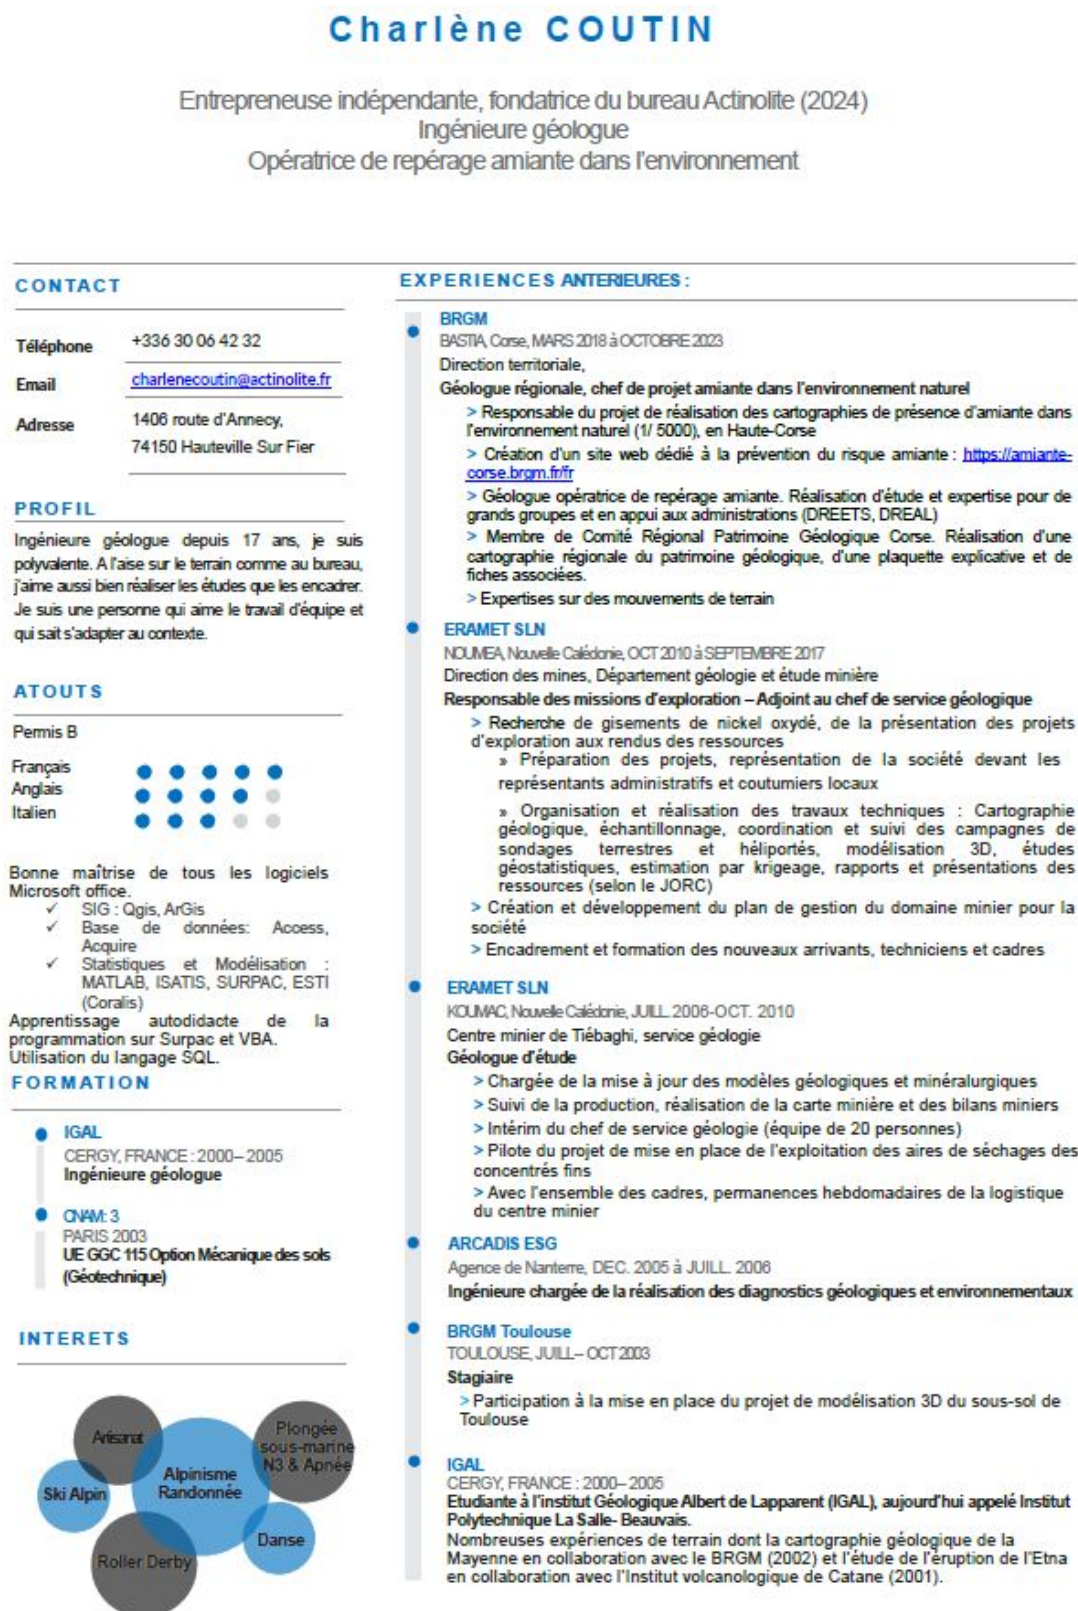 Charlène COUTIN
Entrepreneuse indépendante, fondatrice du bureau Actinolite (2024)
Ingénieure géologue
Opératrice de repérage amiante dans l'environnement
CONTACT
Téléphone +336 30 06 42 32
Email charlenecoutin@actinolite.fr
Adresse 1406 route d'Annecy,
74150 Hauteville Sur Fier
PROFIL
Ingénieure géologue depuis 17 ans, je suis
polyvalente. A l'aise sur le terrain comme au bureau,
j'aime aussi bien réaliser les études que les encadrer.
Je suis une personne qui aime le travail d'équipe et
qui sait s'adapter au contexte.
ATOUTS
Permis B
Français
Anglais
Italien
Bonne maîtrise de tous les logiciels
Microsoft office.
✓ SIG : Qgis, ArGis
✓ Base de données: Access,
Acquire
✓ Statistiques et Modélisation :
MATLAB, ISATIS, SURPAC, ESTI
(Coralis)
Apprentissage autodidacte de la
programmation sur Surpac et VBA.
Utilisation du langage SQL.
FORMATION
IGAL
CERGY, FRANCE : 2000– 2005
Ingénieure géologue
CNAM: 3
PARIS 2003
UE GGC 115 Option Mécanique des sols
(Géotechnique)
INTERETS
Artisanat
Plongée
sous-marine
N3 & Apnée
Alpinisme
Randonnée
Ski Alpin
Danse
Roller Derby
EXPERIENCES ANTERIEURES :
BRGM
BASTIA, Corse, MARS 2018 à OCTOBRE 2023
Direction territoriale,
Géologue régionale, chef de projet amiante dans l'environnement naturel
> Responsable du projet de réalisation des cartographies de présence d'amiante dans
l'environnement naturel (1/ 5000), en Haute-Corse
> Création d'un site web dédié à la prévention du risque amiante : https://amiante-
corse.brgm.fr/fr
> Géologue opératrice de repérage amiante. Réalisation d'étude et expertise pour de
grands groupes et en appui aux administrations (DREETS, DREAL)
> Membre de Comité Régional Patrimoine Géologique Corse. Réalisation d'une
cartographie régionale du patrimoine géologique, d'une plaquette explicative et de
fiches associées.
> Expertises sur des mouvements de terrain
ERAMET SLN
NOUMEA, Nouvelle Calédonie, OCT 2010 à SEPTEMBRE 2017
Direction des mines, Département géologie et étude minière
Responsable des missions d'exploration – Adjoint au chef de service géologique
> Recherche de gisements de nickel oxydé, de la présentation des projets
d'exploration aux rendus des ressources
» Préparation des projets, représentation de la société devant les
représentants administratifs et coutumiers locaux
» Organisation et réalisation des travaux techniques : Cartographie
géologique, échantillonnage, coordination et suivi des campagnes de
sondages terrestres et héliportés, modélisation 3D, études
géostatistiques, estimation par krigeage, rapports et présentations des
ressources (selon le JORC)
> Création et développement du plan de gestion du domaine minier pour la
société
> Encadrement et formation des nouveaux arrivants, techniciens et cadres
ERAMET SLN
KOUMAC, Nouvelle Calédonie, JUILL. 2006-OCT. 2010
Centre minier de Tiébaghi, service géologie
Géologue d'étude
> Chargée de la mise à jour des modèles géologiques et minéralurgiques
> Suivi de la production, réalisation de la carte minière et des bilans miniers
> Intérim du chef de service géologie (équipe de 20 personnes)
> Pilote du projet de mise en place de l'exploitation des aires de séchages des
concentrés fins
> Avec l'ensemble des cadres, permanences hebdomadaires de la logistique
du centre minier
ARCADIS ESG
Agence de Nanterre, DEC. 2005 à JUILL. 2006
Ingénieure chargée de la réalisation des diagnostics géologiques et environnementaux
BRGM Toulouse
TOULOUSE, JUILL– OCT 2003
Stagiaire
> Participation à la mise en place du projet de modélisation 3D du sous-sol de
Toulouse
IGAL
CERGY, FRANCE : 2000– 2005
Etudiante à l'institut Géologique Albert de Lapparent (IGAL), aujourd'hui appelé Institut
Polytechnique La Salle- Beauvais.
Nombreuses expériences de terrain dont la cartographie géologique de la
Mayenne en collaboration avec le BRGM (2002) et l'étude de l'éruption de l'Etna
en collaboration avec l'Institut volcanologique de Catane (2001).